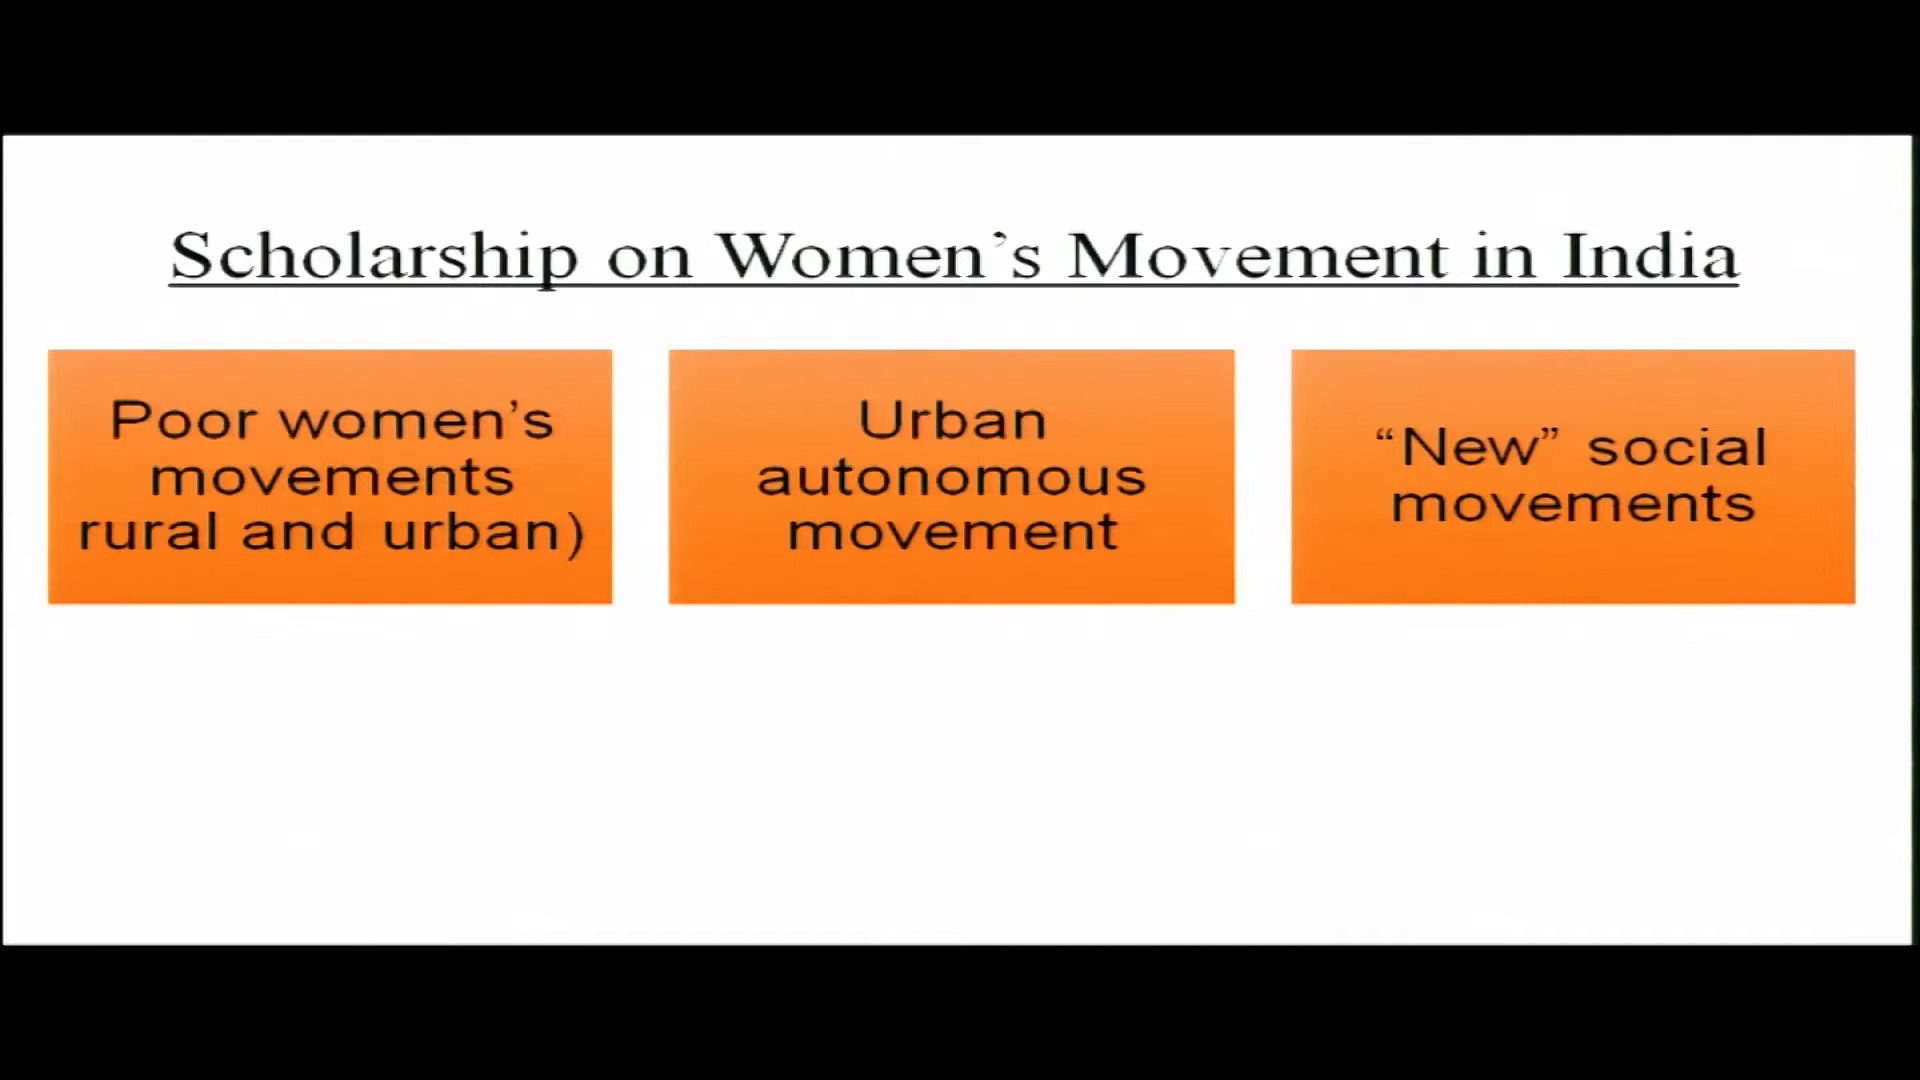 Scholarship on Women’s Movement in India
Poor women’s
movements
rural and urban)
Urban
autonomous
movement
“New” social
movements